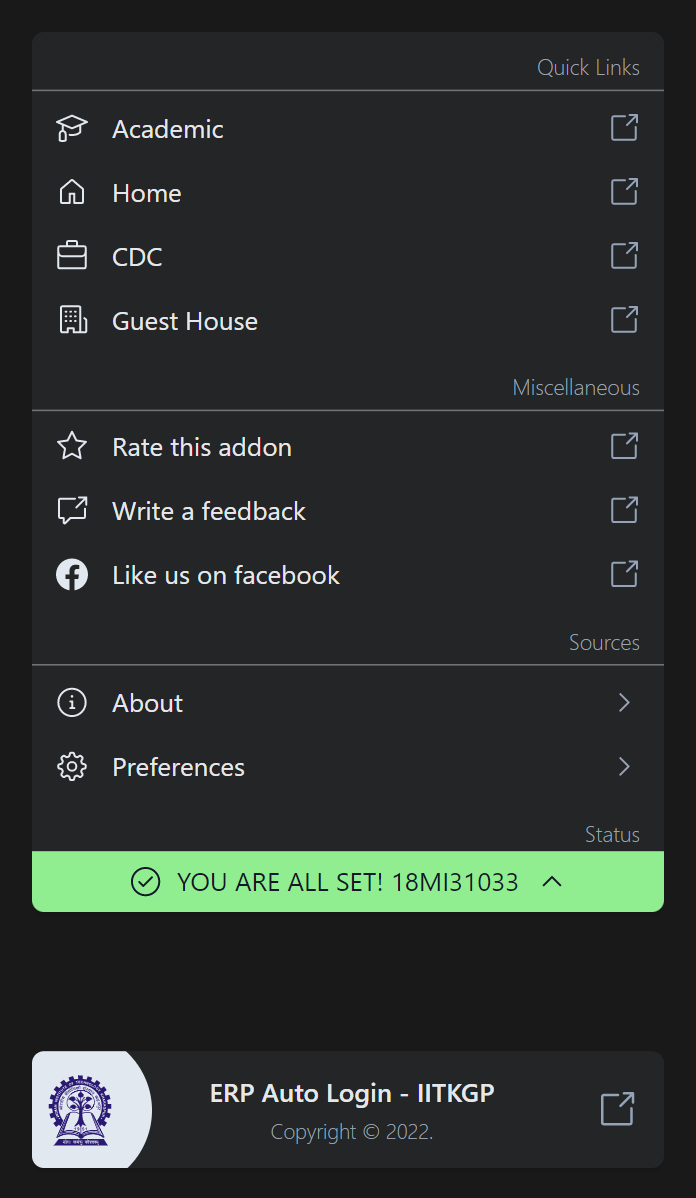 Quick Links
Academic
Home
CDC
Guest House
Miscellaneous
Rate this addon
Write a feedback
Like us on facebook
Sources
About
Preferences
Status
YOU ARE ALL SET! 18MI31033
ERP Auto Login - IITKGP
Copyright © 2022.